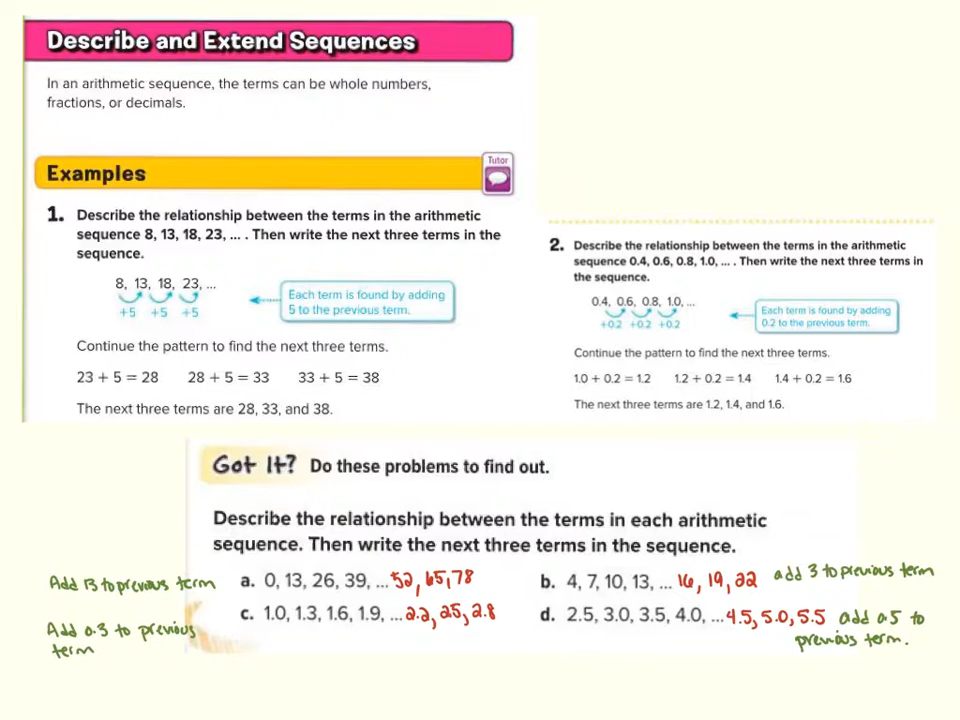 Describe and Extend Sequences
In an arithmetic sequence, the terms can be whole numbers,
fractions, or decimals.
Examples
Tutor
1. Describe the relationship between the terms in the arithmetic
sequence 8, 13, 18, 23, ... . Then write the next three terms in the
sequence.
8, 13, 18, 23, ...
+5 +5 +5
Each term is found by adding
5 to the previous term.
Continue the pattern to find the next three terms.
23 + 5 = 28 28 + 5 = 33 33 + 5 = 38
The next three terms are 28, 33, and 38.
2. Describe the relationship between the terms in the arithmetic
sequence 0.4, 0.6, 0.8, 1.0, ... . Then write the next three terms in
the sequence.
0.4, 0.6, 0.8, 1.0, ...
+0.2 +0.2 +0.2
Each term is found by adding
0.2 to the previous term.
Continue the pattern to find the next three terms.
1.0 + 0.2 = 1.2 1.2 + 0.2 = 1.4 1.4 + 0.2 = 1.6
The next three terms are 1.2, 1.4, and 1.6.
Got It? Do these problems to find out.
Describe the relationship between the terms in each arithmetic
sequence. Then write the next three terms in the sequence.
Add 13 to previous term
a. 0, 13, 26, 39, ... 52, 65, 78
b. 4, 7, 10, 13, ... 16, 19, 22
add 3 to previous term
Add 0.3 to previous
term
c. 1.0, 1.3, 1.6, 1.9, ... 2.2, 2.5, 2.8
d. 2.5, 3.0, 3.5, 4.0, ... 4.5, 5.0, 5.5
add 0.5 to
previous term.